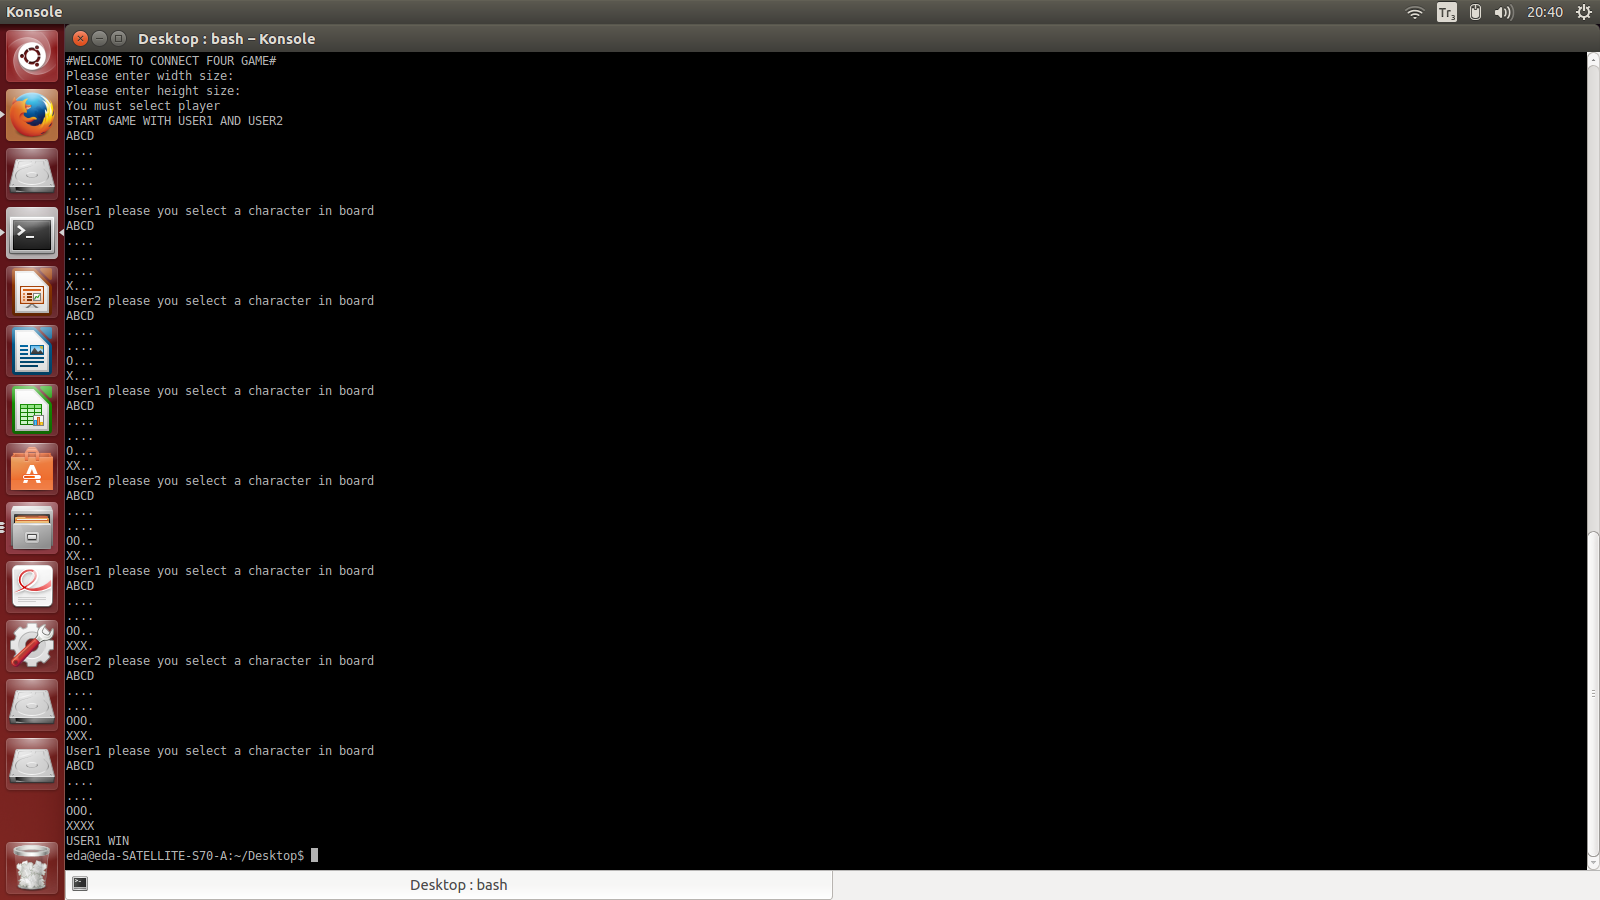 Konsole
Tr3
20:40
Desktop : bash – Konsole
#WELCOME TO CONNECT FOUR GAME#
Please enter width size:
Please enter height size:
You must select player
START GAME WITH USER1 AND USER2
ABCD
....
....
....
....
User1 please you select a character in board
ABCD
....
....
....
X...
User2 please you select a character in board
ABCD
....
....
O...
X...
User1 please you select a character in board
ABCD
....
....
O...
XX..
User2 please you select a character in board
ABCD
....
....
OO..
XX..
User1 please you select a character in board
ABCD
....
....
OO..
XXX.
User2 please you select a character in board
ABCD
....
....
OOO.
XXX.
User1 please you select a character in board
ABCD
....
....
OOO.
XXXX
USER1 WIN
eda@eda-SATELLITE-S70-A:~/Desktop$
Desktop : bash